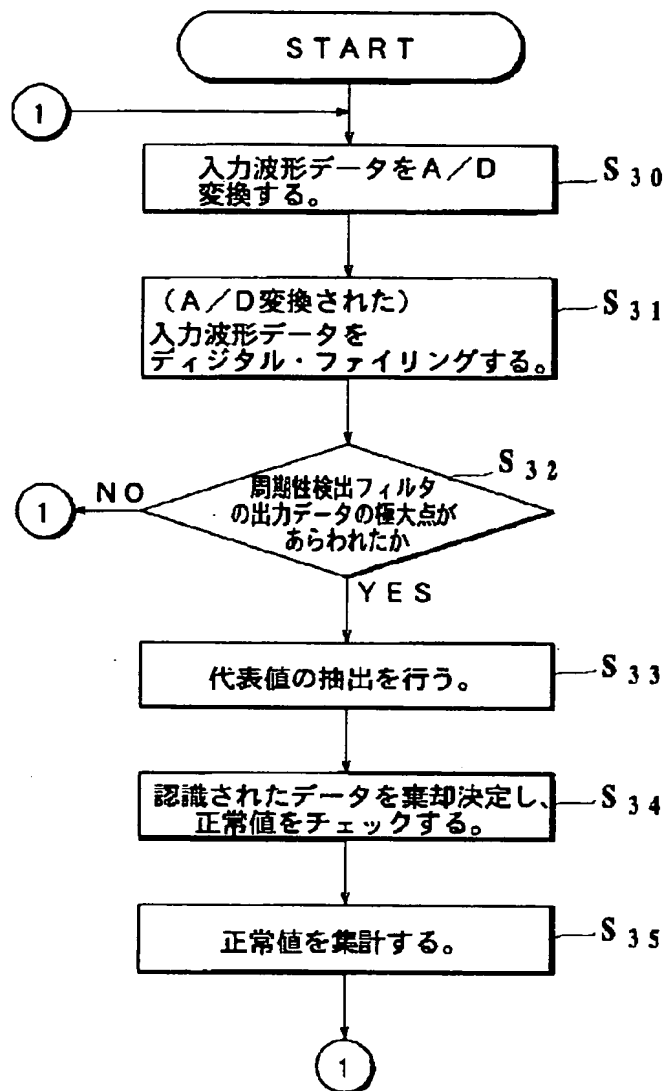 START
1
入力波形データをA/D
変換する。
S30
(A/D変換された)
入力波形データを
ディジタル・ファイリングする。
S31
S32
周期性検出フィルタ
の出力データの極大点が
あらわれたか
NO
1
YES
代表値の抽出を行う。
S33
認識されたデータを棄却決定し、
正常値をチェックする。
S34
正常値を集計する。
S35
1